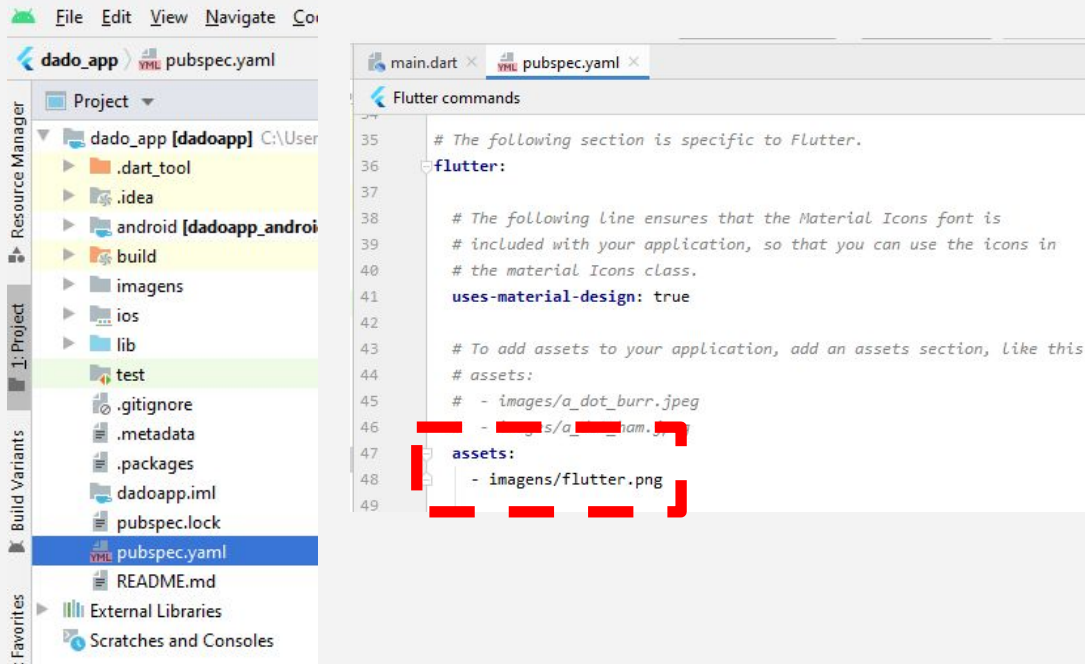 File Edit View Navigate
dado_app pubspec.yaml
Project
dado_app [dadoapp] C:\User
.dart_tool
.idea
android [dadoapp_androi
build
imagens
ios
lib
test
.gitignore
.metadata
.packages
dadoapp.iml
pubspec.lock
pubspec.yaml
README.md
External Libraries
Scratches and Consoles
Resource Manager
1: Project
Build Variants
Favorites
main.dart pubspec.yaml
Flutter commands
35 # The following section is specific to Flutter.
36 flutter:
37
38 # The following line ensures that the Material Icons font is
39 # included with your application, so that you can use the icons in
40 # the material Icons class.
41 uses-material-design: true
42
43 # To add assets to your application, add an assets section, like this
44 # assets:
45 # - images/a_dot_burr.jpeg
46
47 assets:
48 - imagens/flutter.png
49